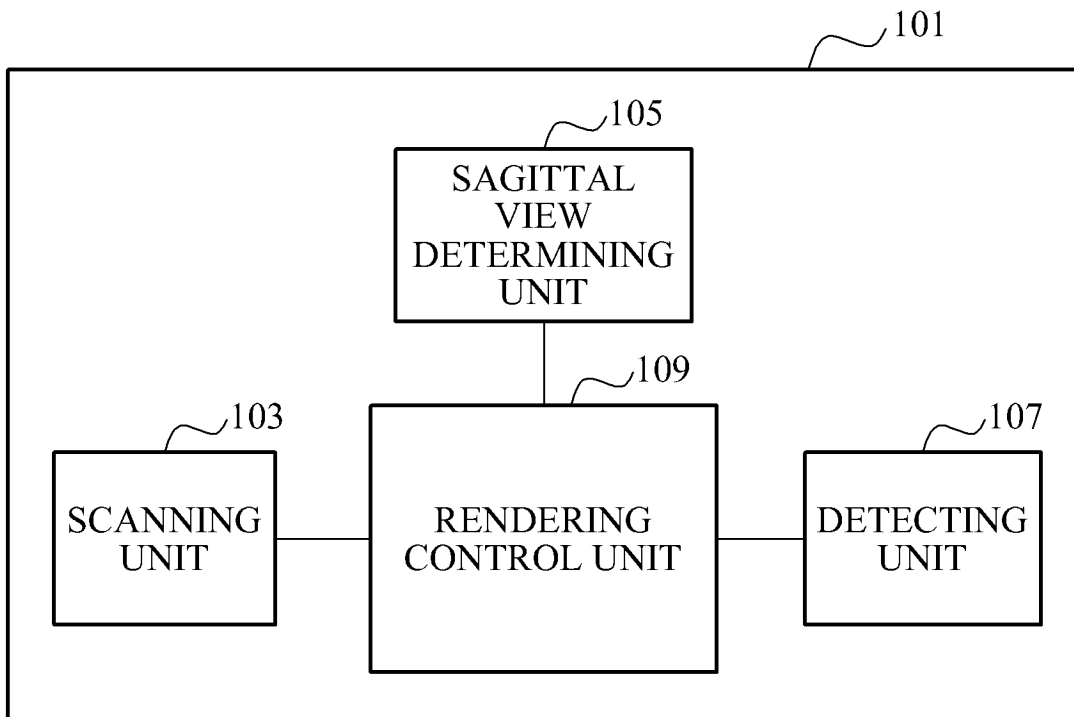 101
105
SAGITTAL
VIEW
DETERMINING
UNIT
109
RENDERING
CONTROL UNIT
103
SCANNING
UNIT
107
DETECTING
UNIT